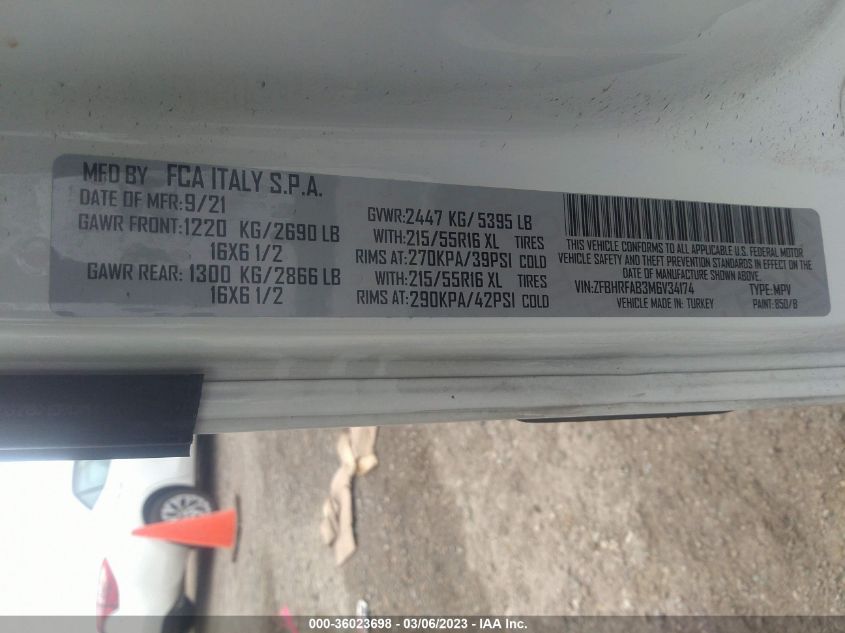 MFD BY FCA ITALY S.P.A.
DATE OF MFR:9/21
GAWR FRONT:1220 KG/2690 LB
16X6 1/2
GAWR REAR: 1300 KG/2866 LB
16X6 1/2
GVWR:2447 KG/5395 LB
WITH:215/55R16 XL TIRES
RIMS AT:270KPA/39PSI COLD
WITH:215/55R16 XL TIRES
RIMS AT:290KPA/42PSI COLD
THIS VEHICLE CONFORMS TO ALL APPLICABLE U.S. FEDERAL MOTOR
VEHICLE SAFETY AND THEFT PREVENTION STANDARDS IN EFFECT ON THE
DATE OF MANUFACTURE SHOWN ABOVE.
VIN:ZFBHRFAB3M6V34174 TYPE: MPV
VEHICLE MADE IN: TURKEY PAINT: 850/B
000-36023698 - 03/06/2023 - IAA Inc.